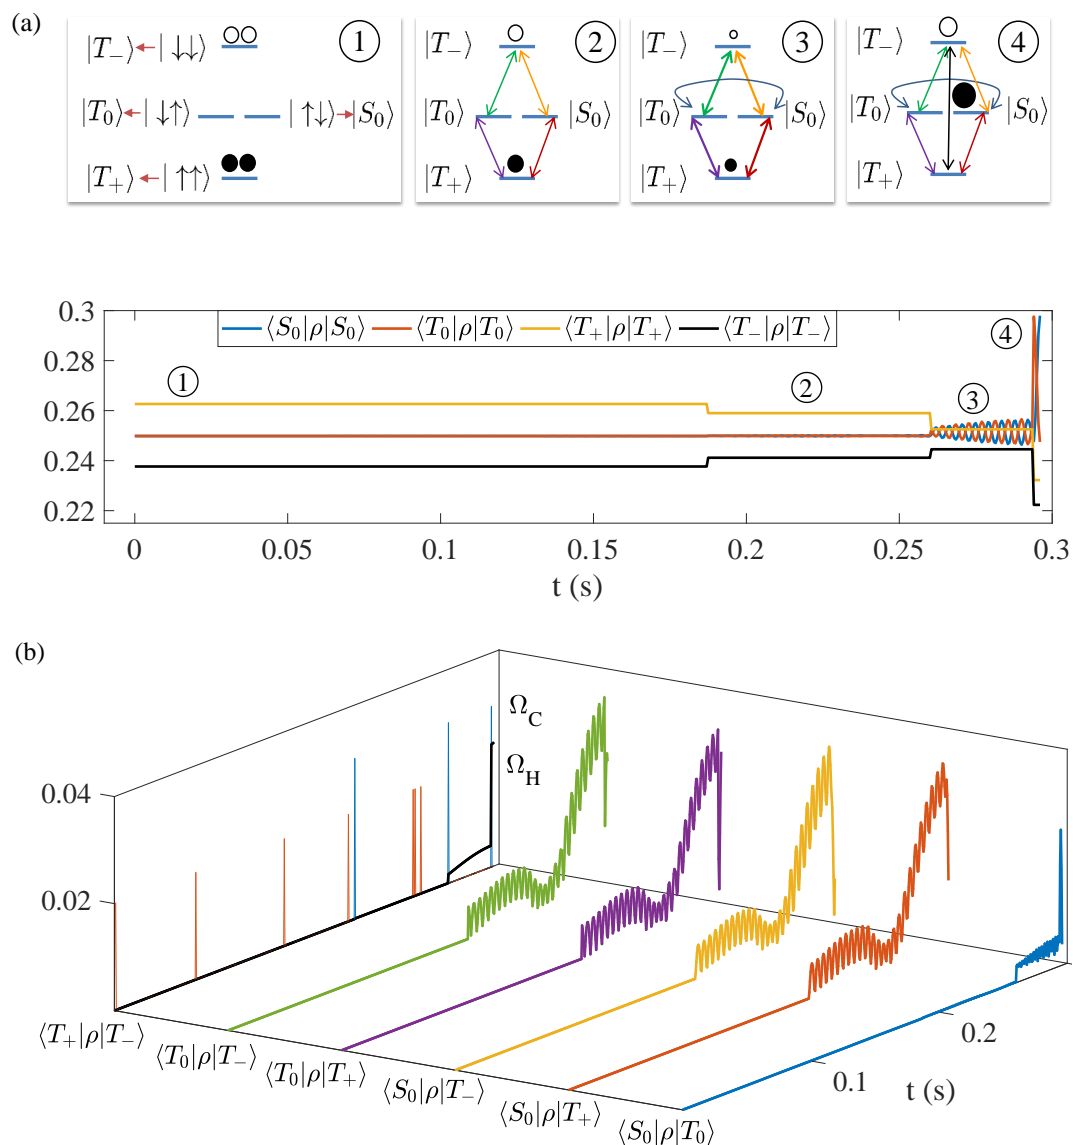 (a)
|T₋⟩ ←| ↓↓⟩ 1
|T₀⟩←| ↓↑⟩ | ↑↓⟩→|S₀⟩
|T₊⟩ ←| ↑↑⟩
|T₋⟩ 2
|T₀⟩ |S₀⟩
|T₊⟩
|T₋⟩ 3
|T₀⟩ |S₀⟩
|T₊⟩
|T₋⟩ 4
|T₀⟩ |S₀⟩
|T₊⟩
0.3
0.28
0.26
0.24
0.22
⟨S₀|ρ|S₀⟩ ⟨T₀|ρ|T₀⟩ ⟨T₊|ρ|T₊⟩ ⟨T₋|ρ|T₋⟩
1 2 3 4
0 0.05 0.1 0.15 0.2 0.25 0.3
t (s)
(b)
Ω_C
Ω_H
0.04
0.02
⟨T₊|ρ|T₋⟩
⟨T₀|ρ|T₋⟩
⟨T₀|ρ|T₊⟩
⟨S₀|ρ|T₋⟩
⟨S₀|ρ|T₊⟩
⟨S₀|ρ|T₀⟩
0.1
0.2
t (s)